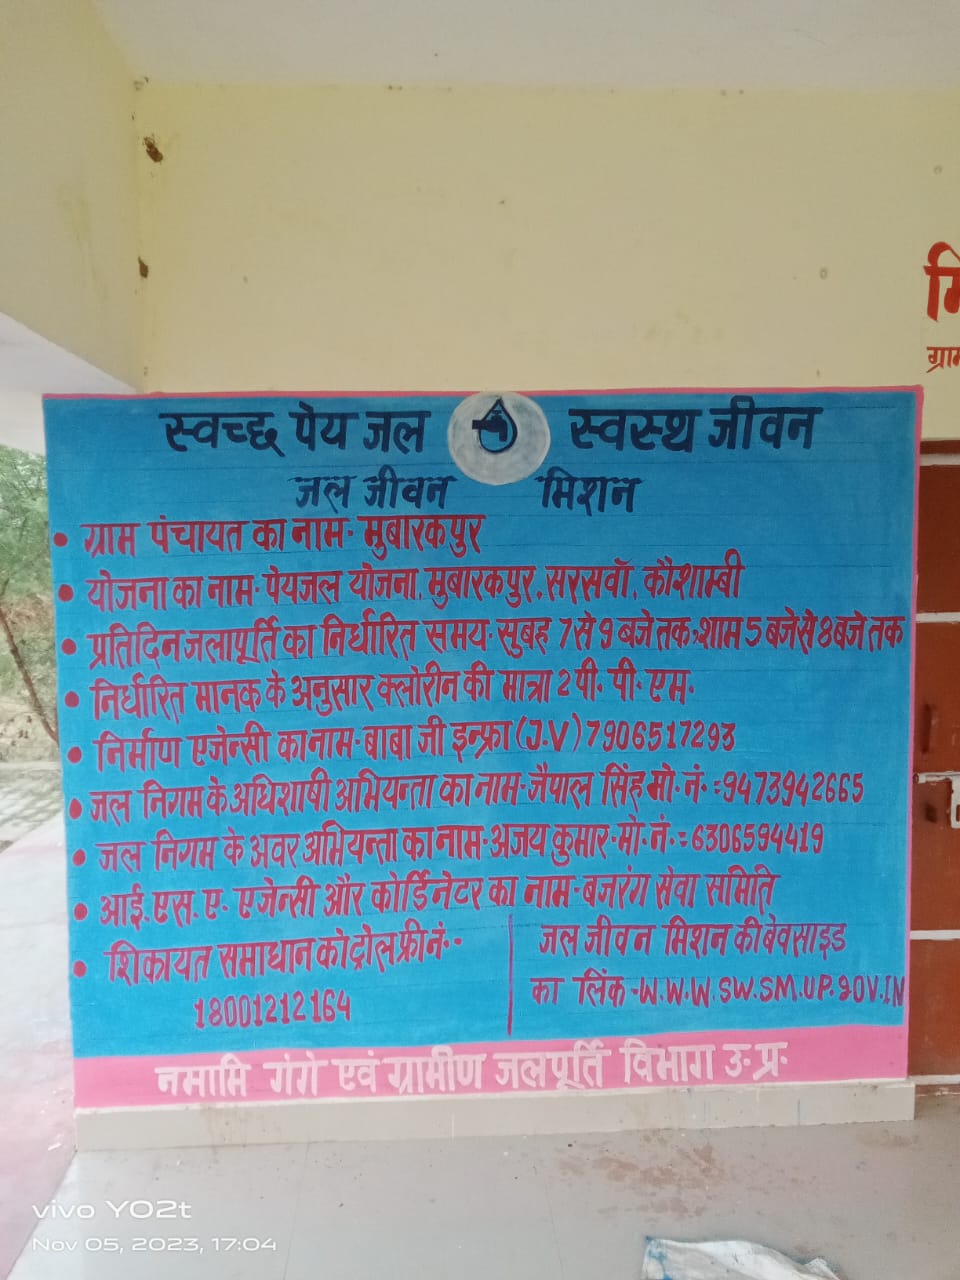 स्वच्छ पेय जल स्वस्थ जीवन
जल जीवन मिशन
• ग्राम पंचायत का नाम- मुबारकपुर
• योजना का नाम- पेयजल योजना, मुबारकपुर, सरसवॉ, कौशाम्बी
• प्रतिदिन जलापूर्ति का निर्धारित समय- सुबह 7 से 9 बजे तक, शाम 5 बजे से 8 बजे तक
• निर्धारित मानक के अनुसार क्लोरीन की मात्रा 2 पी. पी. एम.
• निर्माण एजेन्सी का नाम- बाबा जी इन्फ्रा (J.V) 7906517293
• जल निगम के अधिशाषी अभियन्ता का नाम- जैपाल सिंह मो. नं. := 9473942665
• जल निगम के अवर अभियन्ता का नाम- अजय कुमार- मो. नं. := 6306594419
• आई. एस. ए. एजेन्सी और कोर्डिनेटर का नाम- बजरंग सेवा समिति
• शिकायत समाधान को ट्रोल फ्री नं--
18001212164
जल जीवन मिशन की वेवसाइड
का लिंक -W.W.W.SW.SM.UP.GOV.IN
नमामि गंगे एवं ग्रामीण जलपूर्ति विभाग उ. प्र.
ग्राम
vivo Y02t
Nov 05, 2023, 17:04